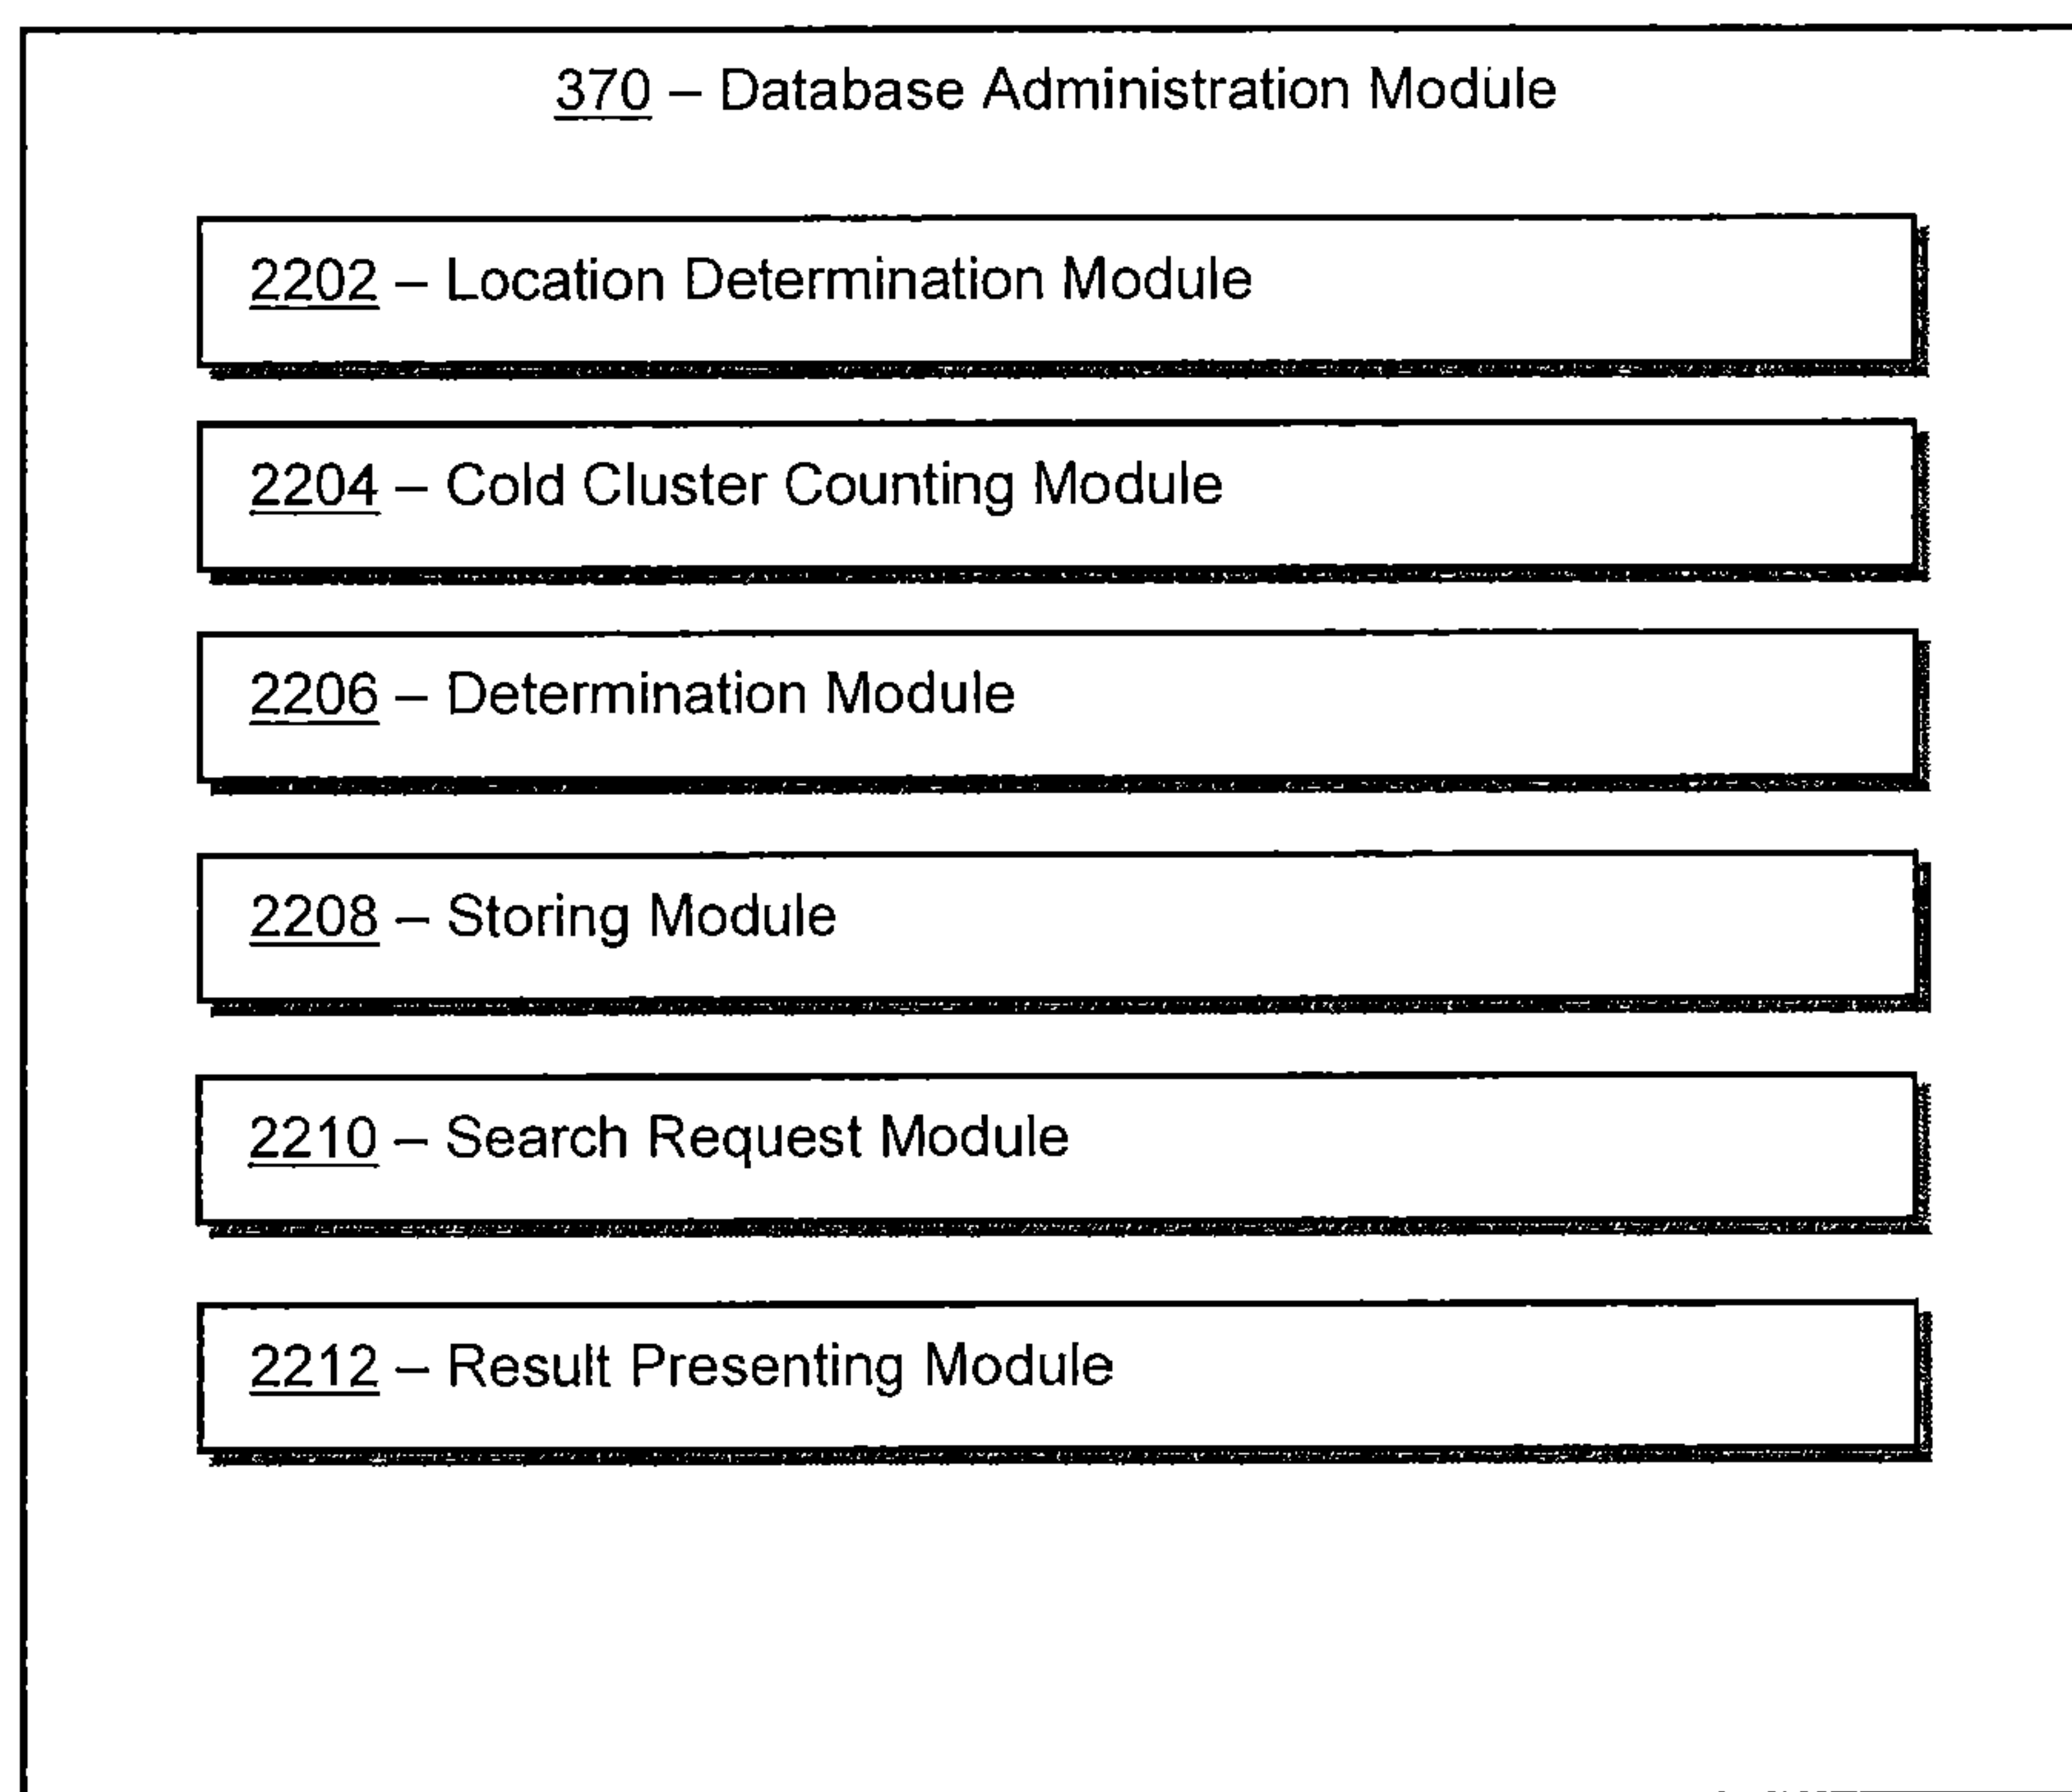 370 – Database Administration Module
2202 – Location Determination Module
2204 – Cold Cluster Counting Module
2206 – Determination Module
2208 – Storing Module
2210 – Search Request Module
2212 – Result Presenting Module